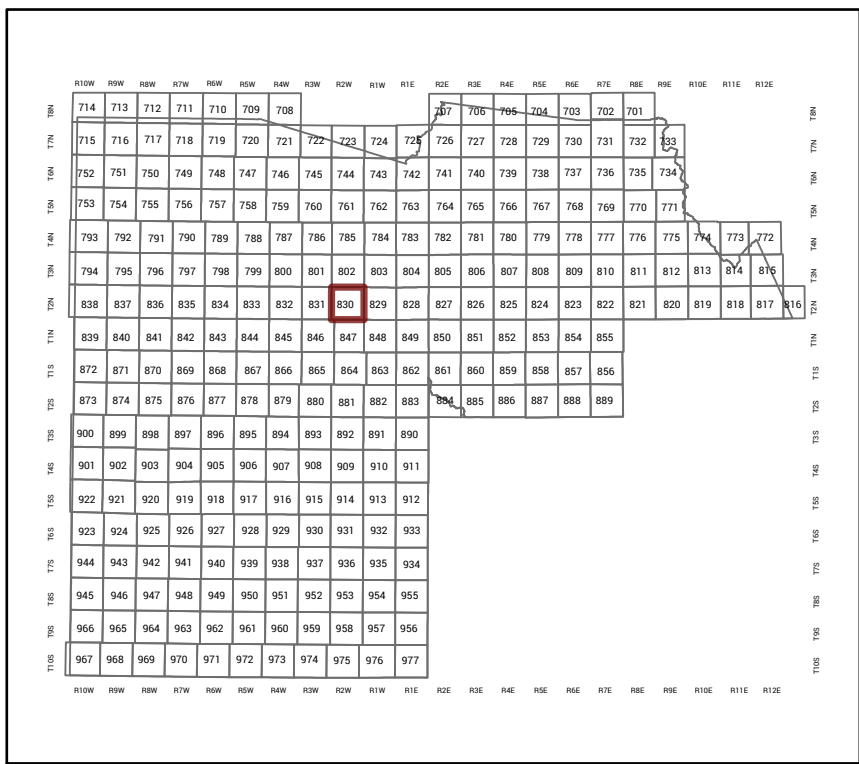 R10W R9W R8W R7W R6W R5W R4W R3W R2W R1W R1E R2E R3E R4E R5E R6E R7E R8E R9E R10E R11E R12E
T8N 714 713 712 711 710 709 708 707 706 705 704 703 702 701 T8N
T7N 715 716 717 718 719 720 721 722 723 724 725 726 727 728 729 730 731 732 733 T7N
T6N 752 751 750 749 748 747 746 745 744 743 742 741 740 739 738 737 736 735 734 T6N
T5N 753 754 755 756 757 758 759 760 761 762 763 764 765 766 767 768 769 770 771 T5N
T4N 793 792 791 790 789 788 787 786 785 784 783 782 781 780 779 778 777 776 775 774 773 772 T4N
T3N 794 795 796 797 798 799 800 801 802 803 804 805 806 807 808 809 810 811 812 813 814 815 T3N
T2N 838 837 836 835 834 833 832 831 830 829 828 827 826 825 824 823 822 821 820 819 818 817 816 T2N
T1N 839 840 841 842 843 844 845 846 847 848 849 850 851 852 853 854 855 T1N
T1S 872 871 870 869 868 867 866 865 864 863 862 861 860 859 858 857 856 T1S
T2S 873 874 875 876 877 878 879 880 881 882 883 884 885 886 887 888 889 T2S
T3S 900 899 898 897 896 895 894 893 892 891 890 T3S
T4S 901 902 903 904 905 906 907 908 909 910 911 T4S
T5S 922 921 920 919 918 917 916 915 914 913 912 T5S
T6S 923 924 925 926 927 928 929 930 931 932 933 T6S
T7S 944 943 942 941 940 939 938 937 936 935 934 T7S
T8S 945 946 947 948 949 950 951 952 953 954 955 T8S
T9S 966 965 964 963 962 961 960 959 958 957 956 T9S
T10S 967 968 969 970 971 972 973 974 975 976 977 T10S
R10W R9W R8W R7W R6W R5W R4W R3W R2W R1W R1E R2E R3E R4E R5E R6E R7E R8E R9E R10E R11E R12E